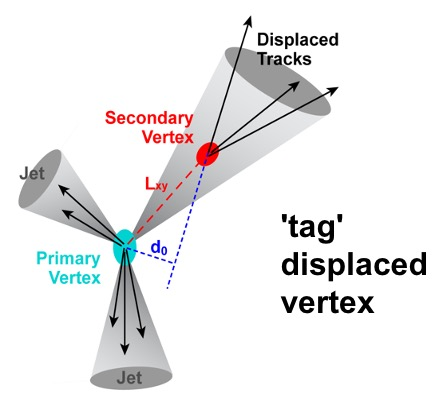 Displaced
Tracks
Secondary
Vertex
Jet
Lxy
d0
Primary
Vertex
Jet
'tag'
displaced
vertex